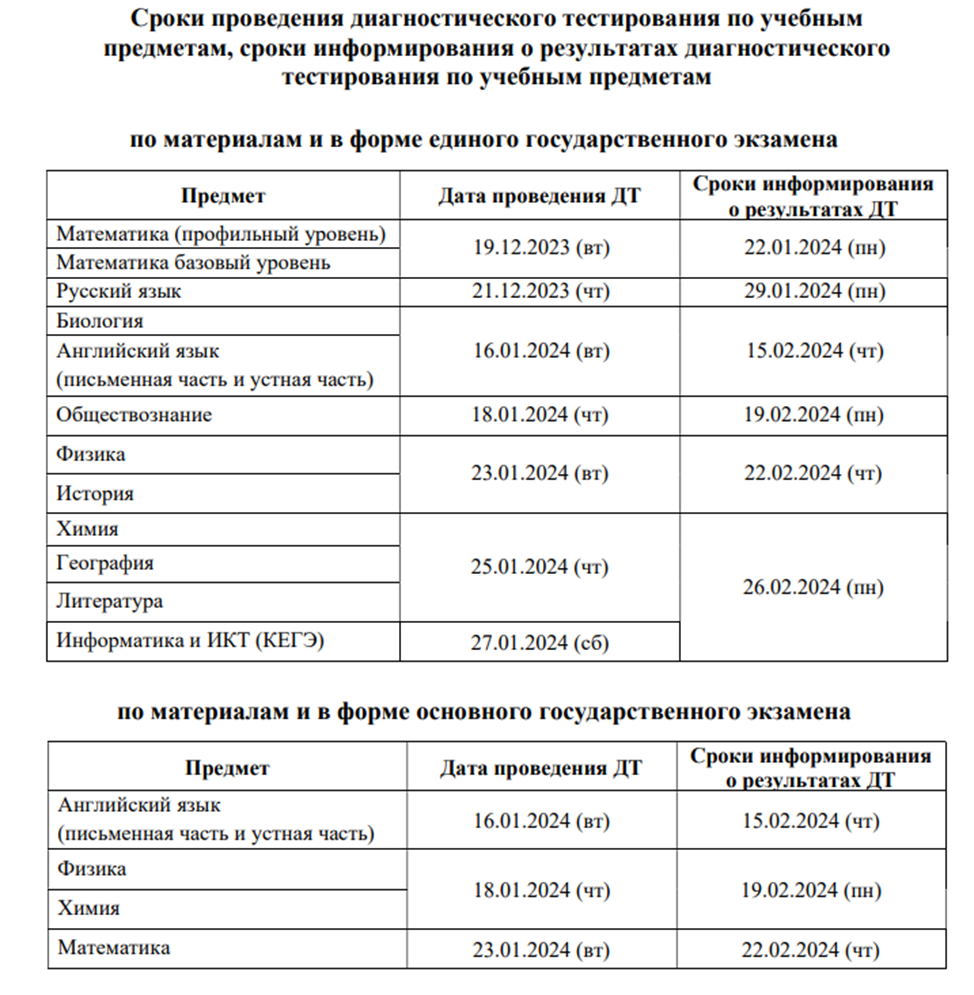 Сроки проведения диагностического тестирования по учебным
предметам, сроки информирования о результатах диагностического
тестирования по учебным предметам
по материалам и в форме единого государственного экзамена
Предмет
Дата проведения ДТ
Сроки информирования
о результатах ДТ
Математика (профильный уровень)
Математика базовый уровень
19.12.2023 (вт)
22.01.2024 (пн)
Русский язык
21.12.2023 (чт)
29.01.2024 (пн)
Биология
Английский язык
(письменная часть и устная часть)
16.01.2024 (вт)
15.02.2024 (чт)
Обществознание
18.01.2024 (чт)
19.02.2024 (пн)
Физика
История
23.01.2024 (вт)
22.02.2024 (чт)
Химия
География
Литература
25.01.2024 (чт)
26.02.2024 (пн)
Информатика и ИКТ (КЕГЭ)
27.01.2024 (сб)
по материалам и в форме основного государственного экзамена
Предмет
Дата проведения ДТ
Сроки информирования
о результатах ДТ
Английский язык
(письменная часть и устная часть)
16.01.2024 (вт)
15.02.2024 (чт)
Физика
Химия
18.01.2024 (чт)
19.02.2024 (пн)
Математика
23.01.2024 (вт)
22.02.2024 (чт)